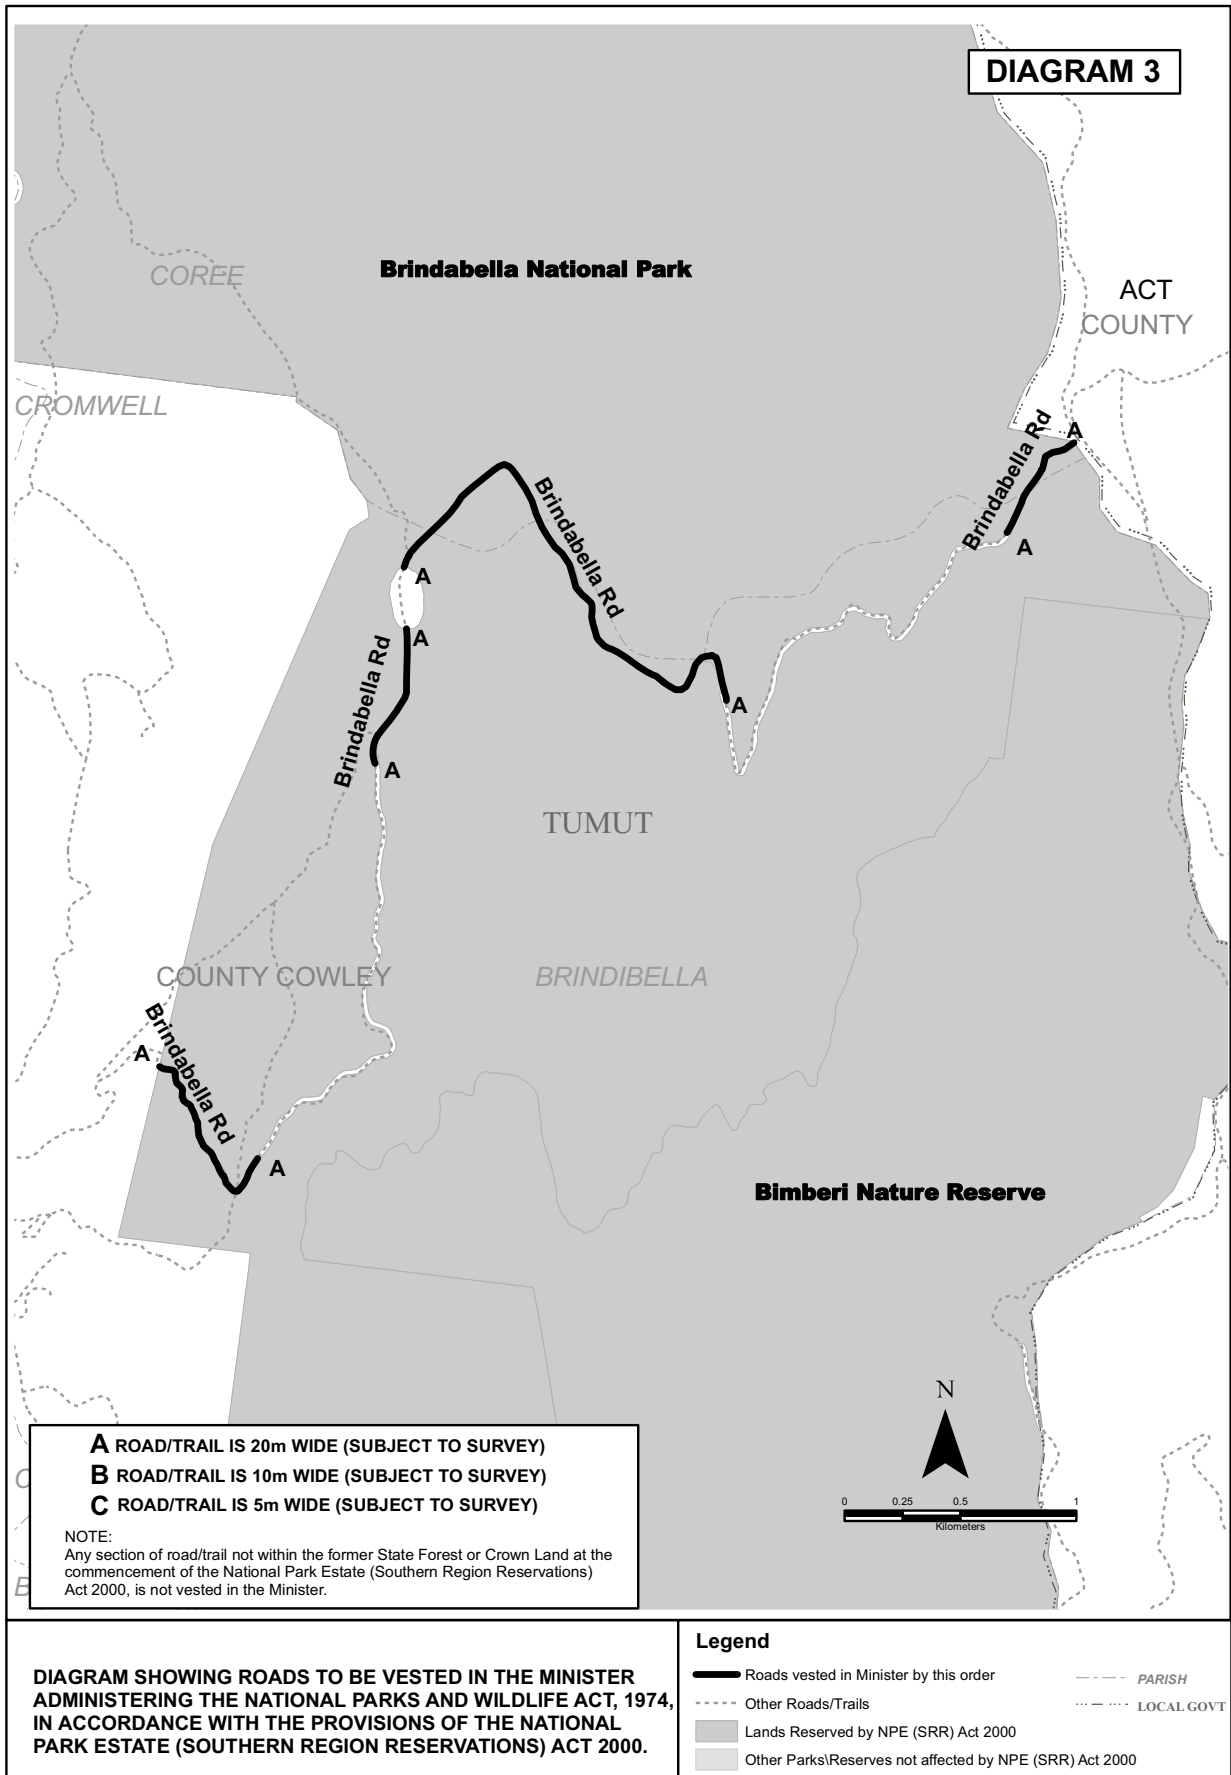 DIAGRAM 3
COREE
Brindabella National Park
ACT
COUNTY
CROMWELL
Brindabella Rd
A
Brindabella Rd
A
A
A
Brindabella Rd
A
A
TUMUT
COUNTY COWLEY
BRINDIBELLA
Brindabella Rd
A
A
Bimberi Nature Reserve
N
0 0.25 0.5 1
Kilometers
C
B
A ROAD/TRAIL IS 20m WIDE (SUBJECT TO SURVEY)
B ROAD/TRAIL IS 10m WIDE (SUBJECT TO SURVEY)
C ROAD/TRAIL IS 5m WIDE (SUBJECT TO SURVEY)
NOTE:
Any section of road/trail not within the former State Forest or Crown Land at the
commencement of the National Park Estate (Southern Region Reservations)
Act 2000, is not vested in the Minister.
DIAGRAM SHOWING ROADS TO BE VESTED IN THE MINISTER
ADMINISTERING THE NATIONAL PARKS AND WILDLIFE ACT, 1974,
IN ACCORDANCE WITH THE PROVISIONS OF THE NATIONAL
PARK ESTATE (SOUTHERN REGION RESERVATIONS) ACT 2000.
Legend
Roads vested in Minister by this order
Other Roads/Trails
Lands Reserved by NPE (SRR) Act 2000
Other Parks\Reserves not affected by NPE (SRR) Act 2000
PARISH
LOCAL GOVT